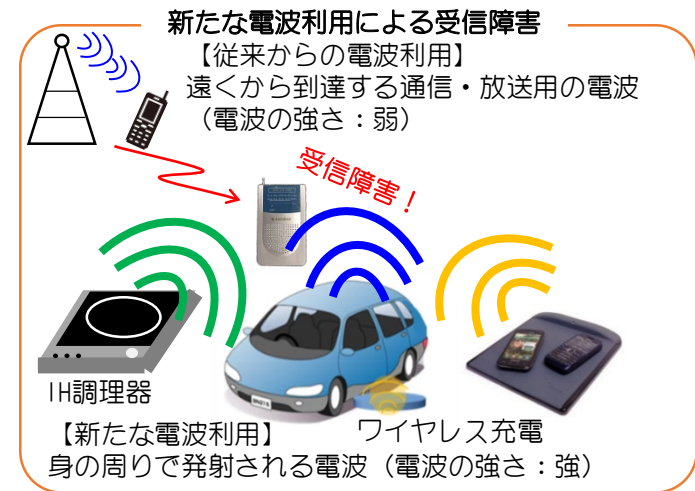 新たな電波利用による受信障害
【従来からの電波利用】
遠くから到達する通信・放送用の電波
（電波の強さ：弱）
受信障害！
IH調理器
ワイヤレス充電
【新たな電波利用】
身の周りで発射される電波（電波の強さ：強）